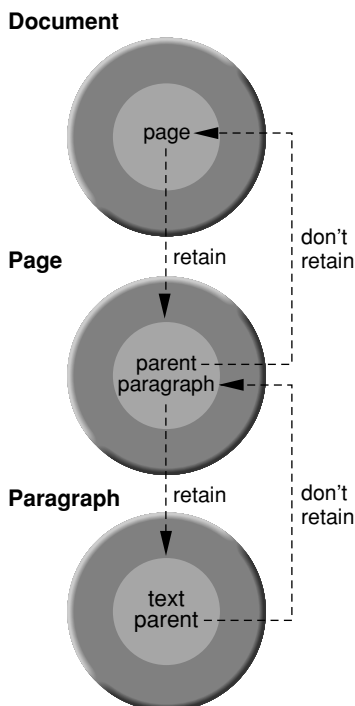 Document
page
don't
retain
retain
Page
parent
paragraph
don't
retain
retain
Paragraph
text
parent